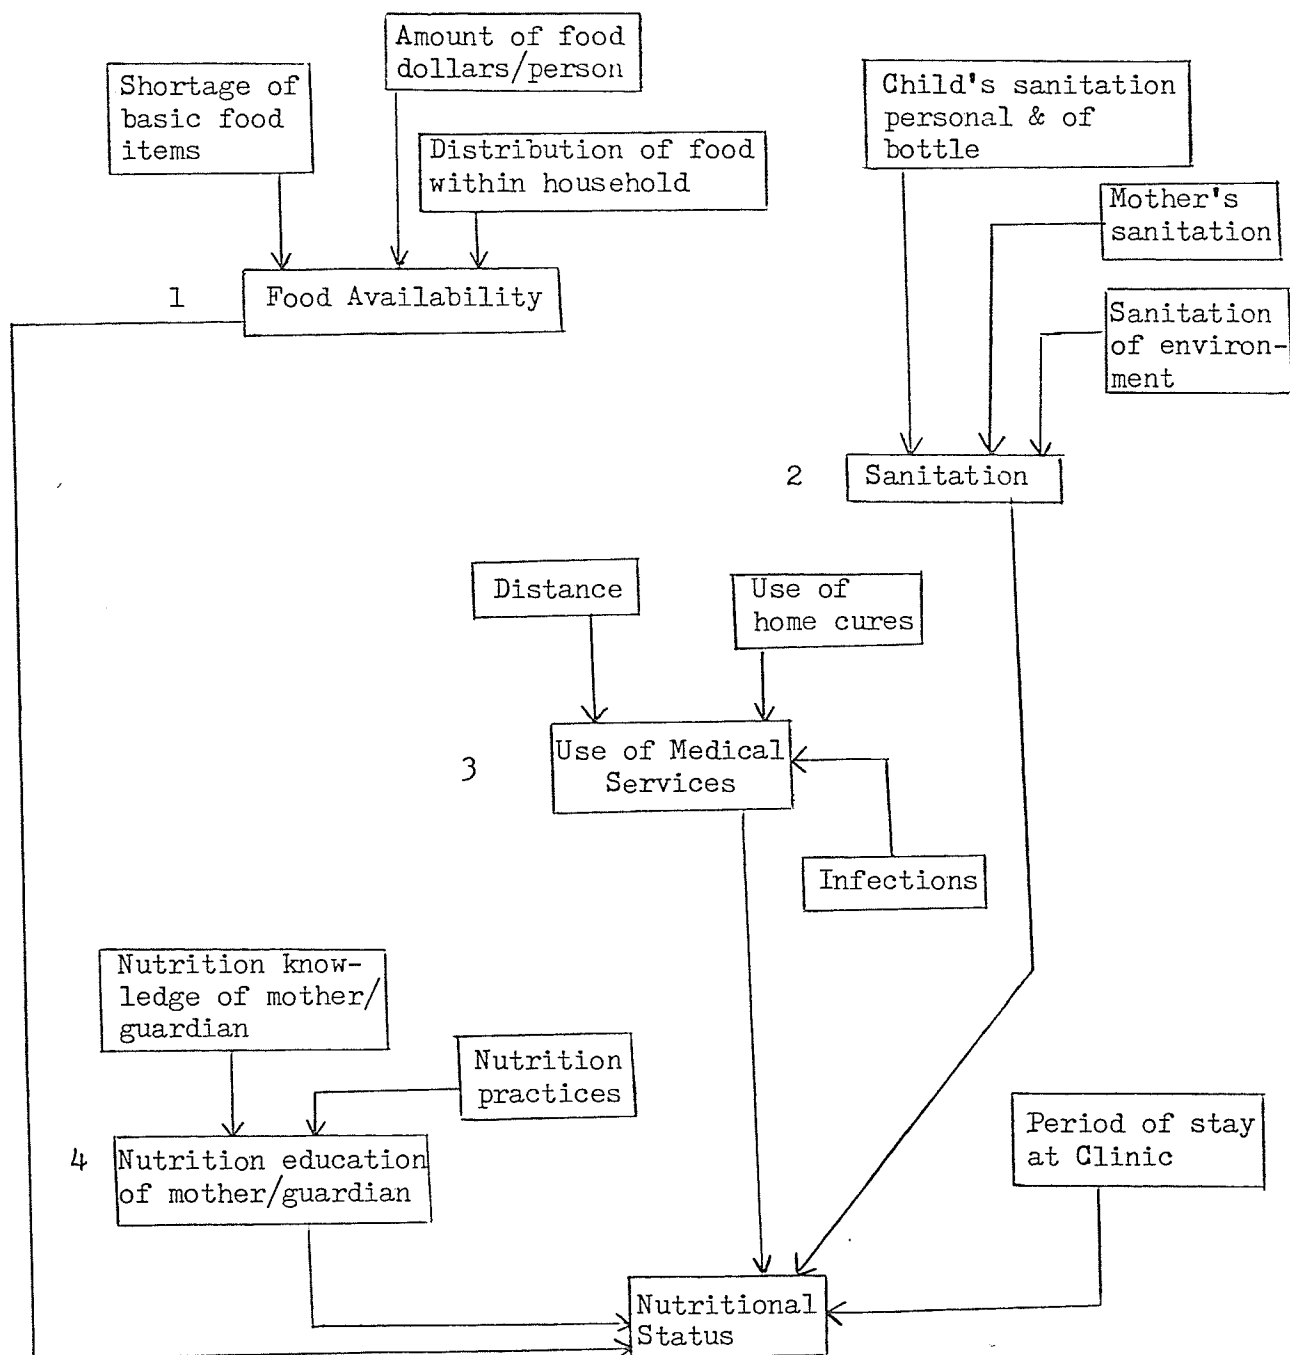 Amount of food
dollars/person
Shortage of
basic food
items
Distribution of food
within household
1
Food Availability
Child's sanitation
personal & of
bottle
Mother's
sanitation
Sanitation
of environ-
ment
2
Sanitation
Distance
Use of
home cures
3
Use of Medical
Services
Infections
Nutrition know-
ledge of mother/
guardian
Nutrition
practices
4
Nutrition education
of mother/guardian
Period of stay
at Clinic
Nutritional
Status